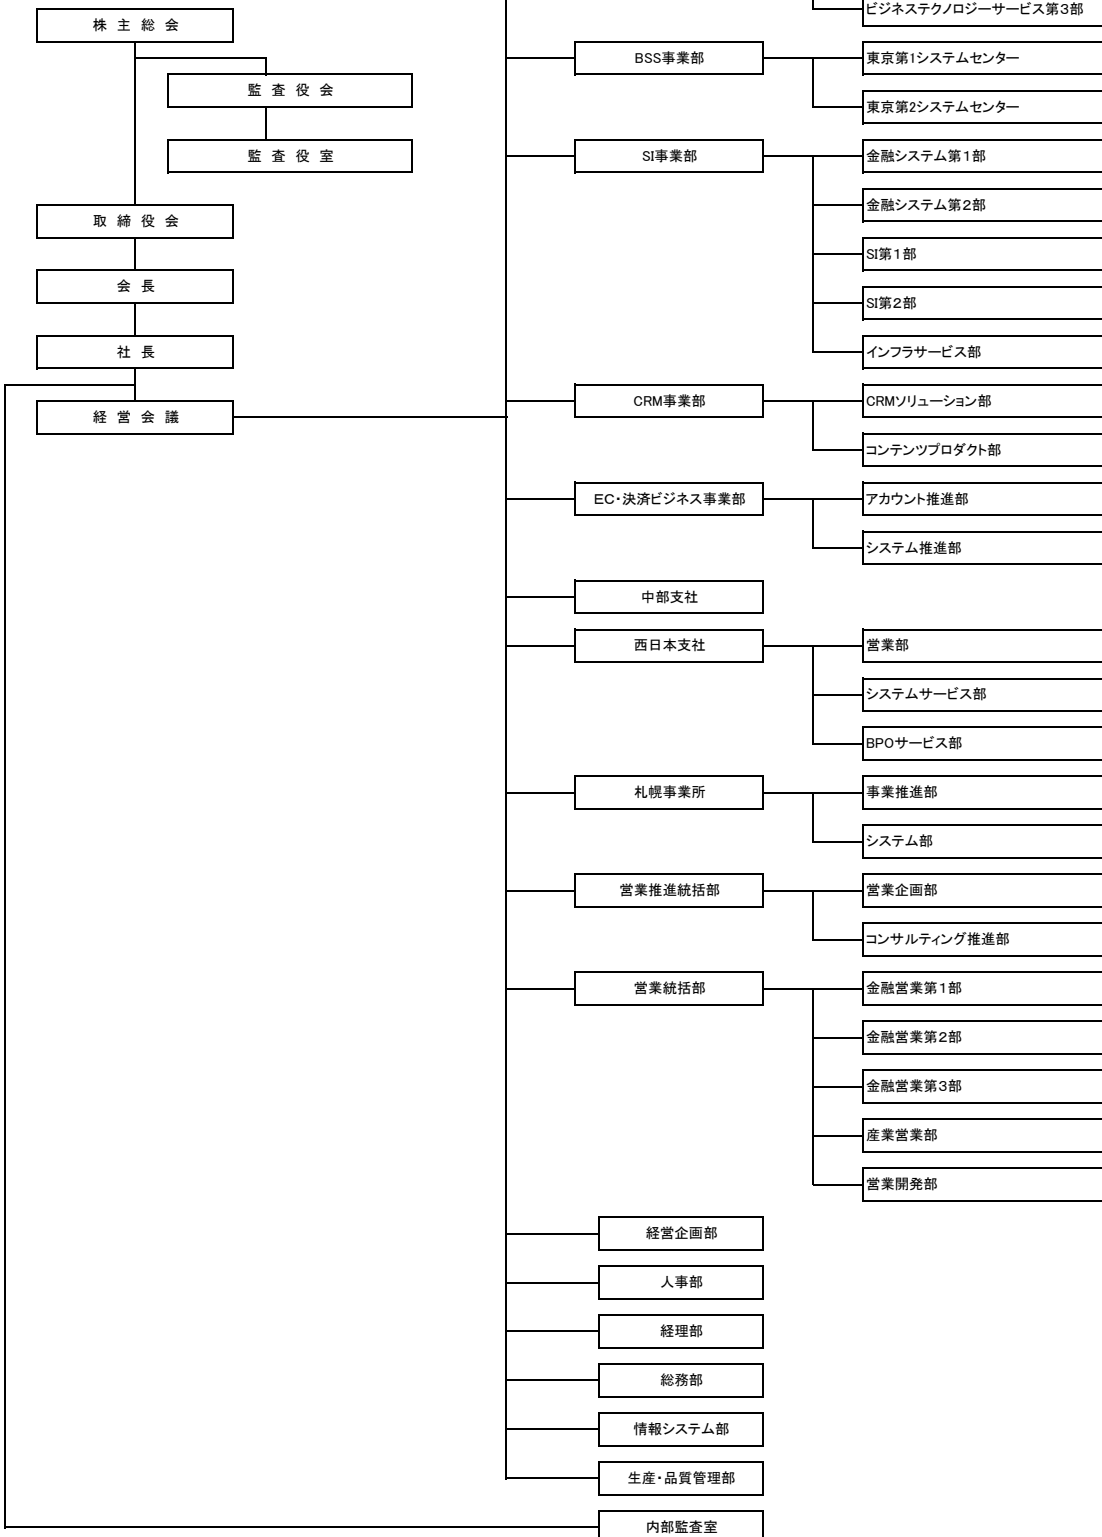 株 主 総 会
監 査 役 会
監 査 役 室
取 締 役 会
会 長
社 長
経 営 会 議
ビジネステクノロジーサービス第3部
BSS事業部
東京第1システムセンター
東京第2システムセンター
SI事業部
金融システム第1部
金融システム第2部
SI第1部
SI第2部
インフラサービス部
CRM事業部
CRMソリューション部
コンテンツプロダクト部
EC・決済ビジネス事業部
アカウント推進部
システム推進部
中部支社
西日本支社
営業部
システムサービス部
BPOサービス部
札幌事業所
事業推進部
システム部
営業推進統括部
営業企画部
コンサルティング推進部
営業統括部
金融営業第1部
金融営業第2部
金融営業第3部
産業営業部
営業開発部
経営企画部
人事部
経理部
総務部
情報システム部
生産・品質管理部
内部監査室